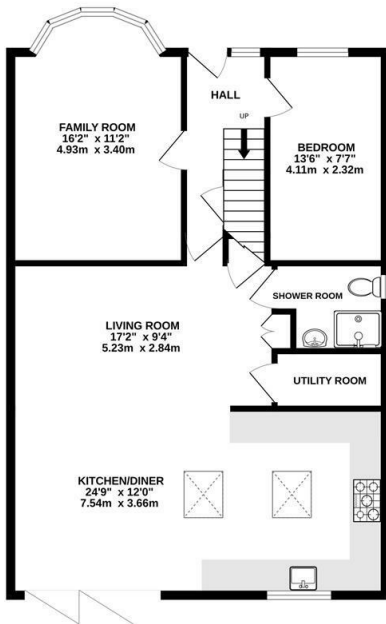 HALL
UP
FAMILY ROOM
16'2" x 11'2"
4.93m x 3.40m
BEDROOM
13'6" x 7'7"
4.11m x 2.32m
SHOWER ROOM
LIVING ROOM
17'2" x 9'4"
5.23m x 2.84m
UTILITY ROOM
KITCHEN/DINER
24'9" x 12'0"
7.54m x 3.66m